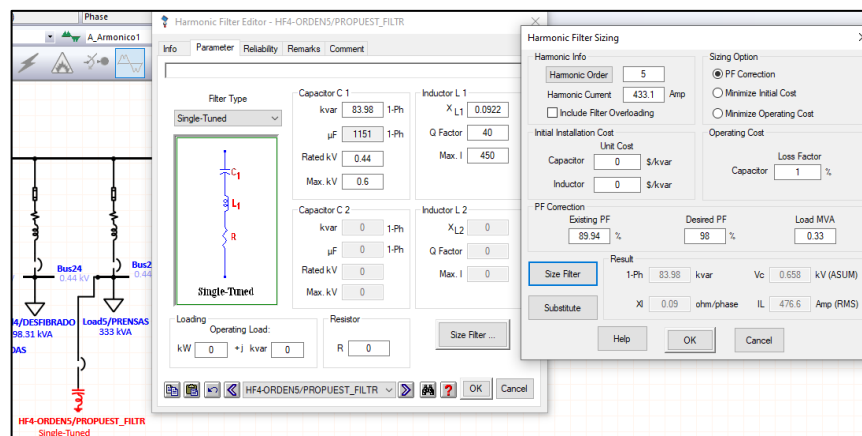 Phase
A_Armonico1
Bus24
0.44 kV
Bus2
0.44
4/DESFIBRADO
98.31 kVA
DAS
Load5/PRENSAS
333 kVA
HF4-ORDEN5/PROPUEST_FILTR
Single-Tuned
Harmonic Filter Editor - HF4-ORDEN5/PROPUEST_FILTR
Info Parameter Reliability Remarks Comment
Filter Type
Single-Tuned
C1
L1
R
Single-Tuned
Capacitor C 1
kvar 83.98 1-Ph
µF 1151 1-Ph
Rated kV 0.44
Max. kV 0.6
Inductor L 1
X L1 0.0922
Q Factor 40
Max. I 450
Capacitor C 2
kvar 0 1-Ph
µF 0 1-Ph
Rated kV 0
Max. kV 0
Inductor L 2
X L2 0
Q Factor 0
Max. I 0
Loading
Operating Load:
kW 0 +j kvar 0
Resistor
R 0
Size Filter ...
HF4-ORDEN5/PROPUEST_FILTR
OK Cancel
Harmonic Filter Sizing
Harmonic Info
Harmonic Order 5
Harmonic Current 433.1 Amp
Include Filter Overloading
Sizing Option
PF Correction
Minimize Initial Cost
Minimize Operating Cost
Initial Installation Cost
Unit Cost
Capacitor 0 $/kvar
Inductor 0 $/kvar
Operating Cost
Loss Factor
Capacitor 1 %
PF Correction
Existing PF Desired PF Load MVA
89.94 % 98 % 0.33
Size Filter
Substitute
Result
1-Ph 83.98 kvar Vc 0.658 kV (ASUM)
Xl 0.09 ohm/phase IL 476.6 Amp (RMS)
Help OK Cancel